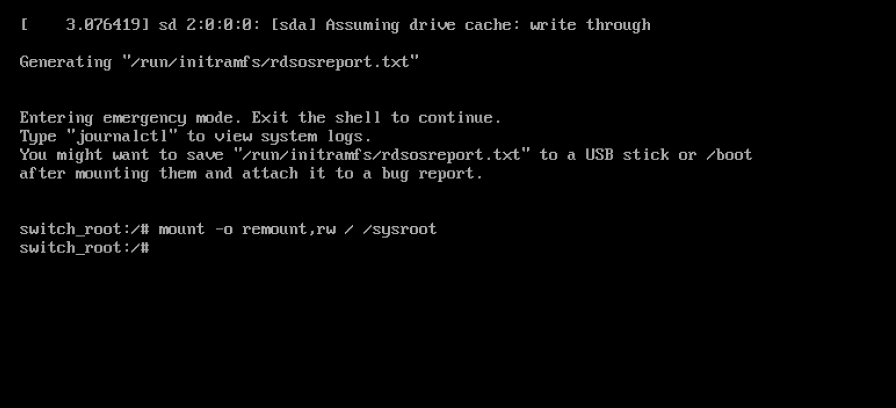 [    3.076419] sd 2:0:0:0: [sda] Assuming drive cache: write through
Generating "/run/initramfs/rdsosreport.txt"
Entering emergency mode. Exit the shell to continue.
Type "journalctl" to view system logs.
You might want to save "/run/initramfs/rdsosreport.txt" to a USB stick or /boot
after mounting them and attach it to a bug report.
switch_root:/# mount -o remount,rw / /sysroot
switch_root:/#